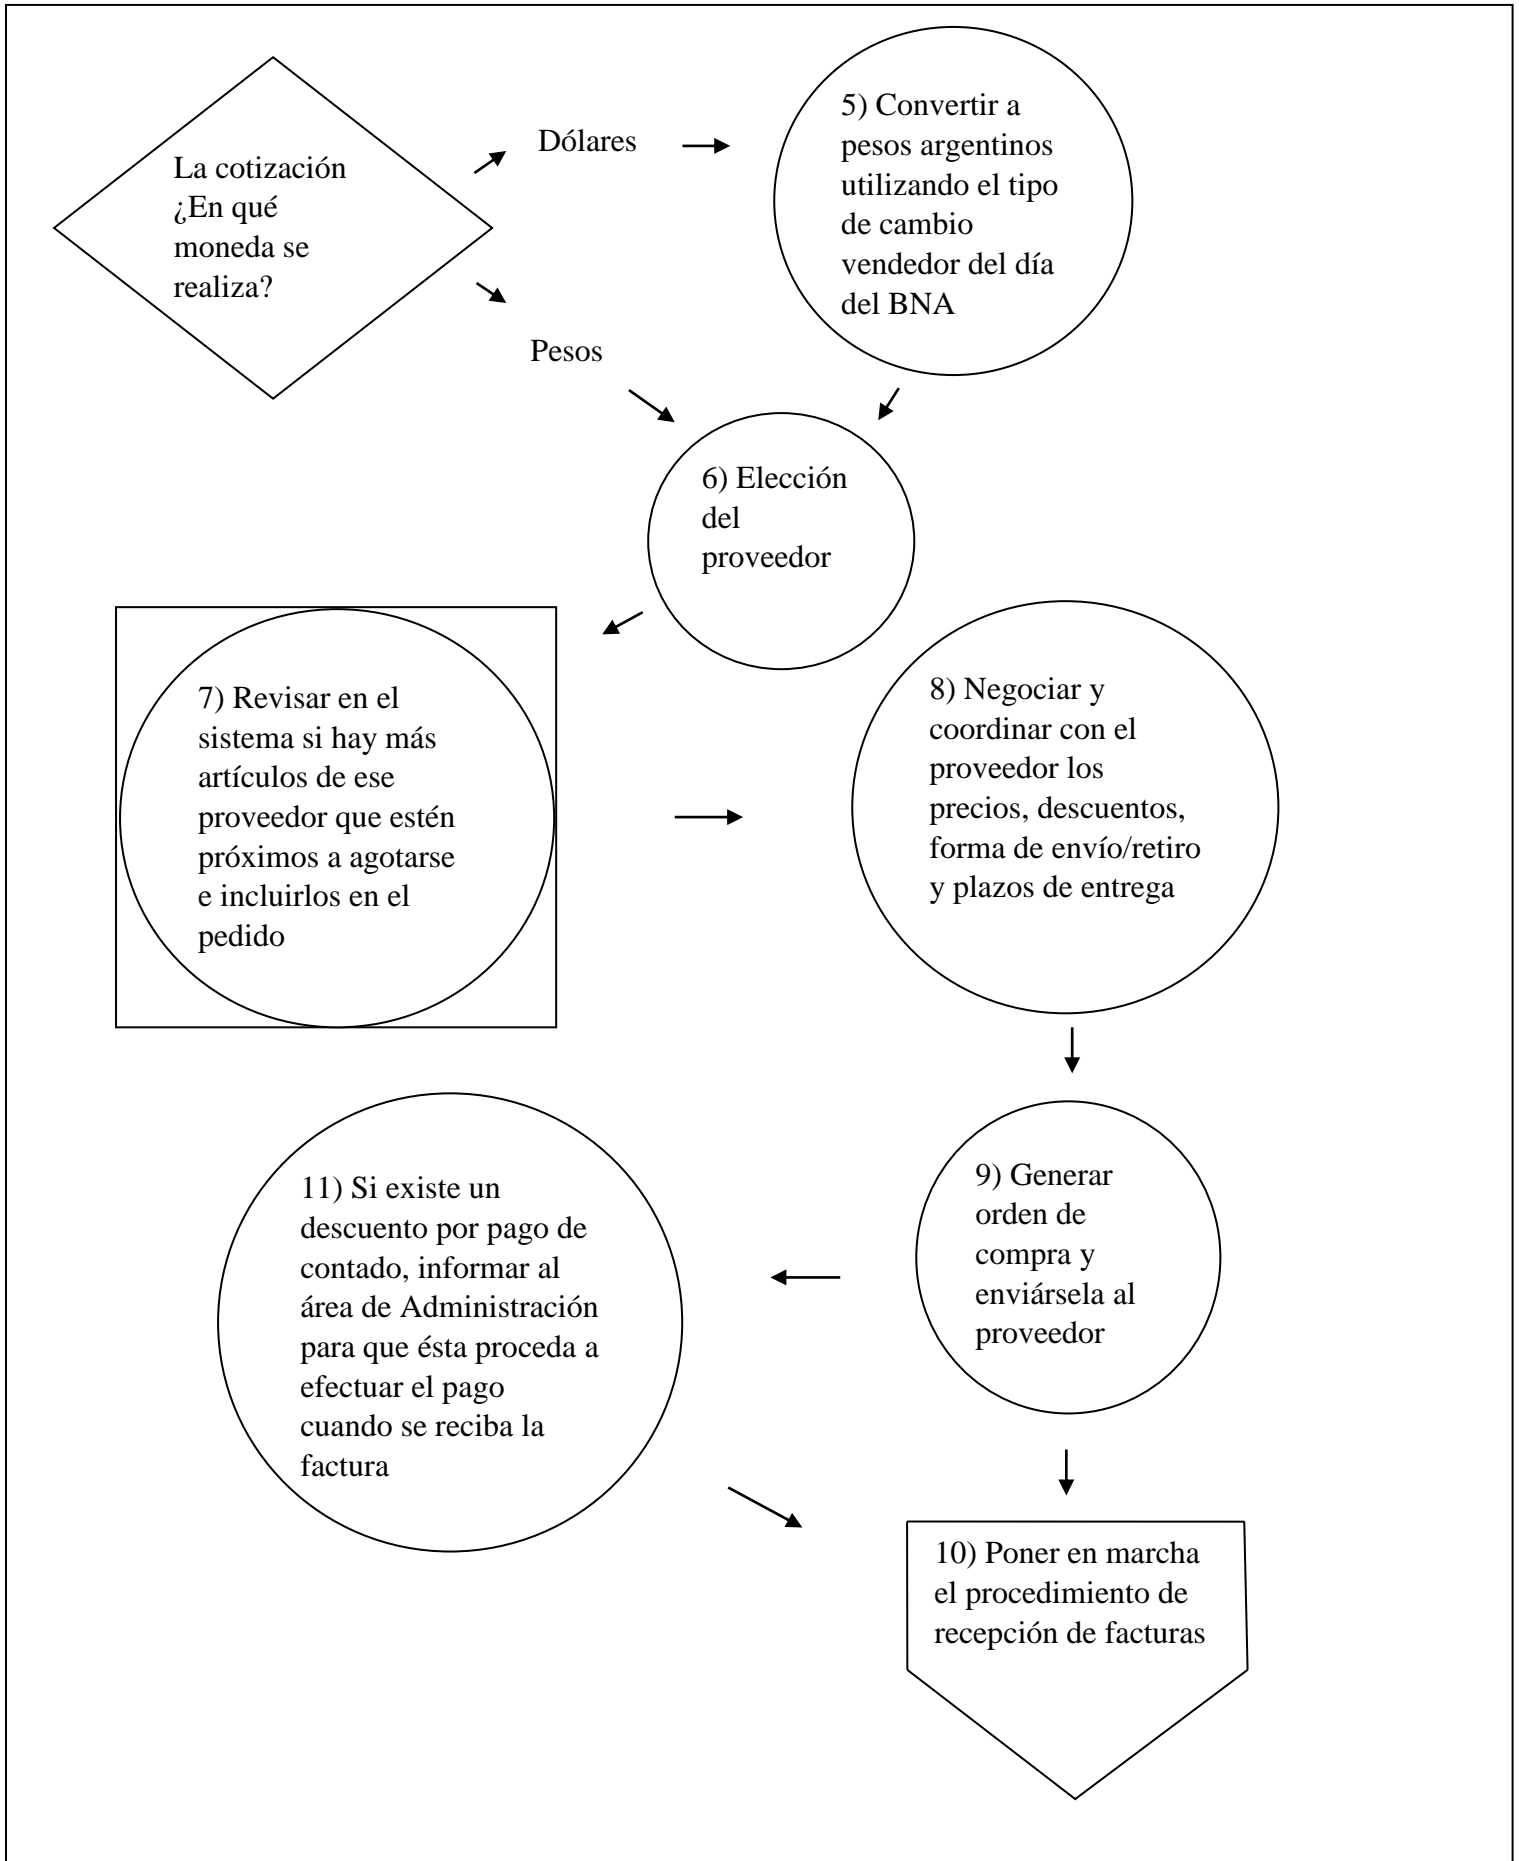 La cotización
¿En qué
moneda se
realiza?
Dólares
Pesos
5) Convertir a
pesos argentinos
utilizando el tipo
de cambio
vendedor del día
del BNA
6) Elección
del
proveedor
7) Revisar en el
sistema si hay más
artículos de ese
proveedor que estén
próximos a agotarse
e incluirlos en el
pedido
8) Negociar y
coordinar con el
proveedor los
precios, descuentos,
forma de envío/retiro
y plazos de entrega
9) Generar
orden de
compra y
enviársela al
proveedor
11) Si existe un
descuento por pago de
contado, informar al
área de Administración
para que ésta proceda a
efectuar el pago
cuando se reciba la
factura
10) Poner en marcha
el procedimiento de
recepción de facturas